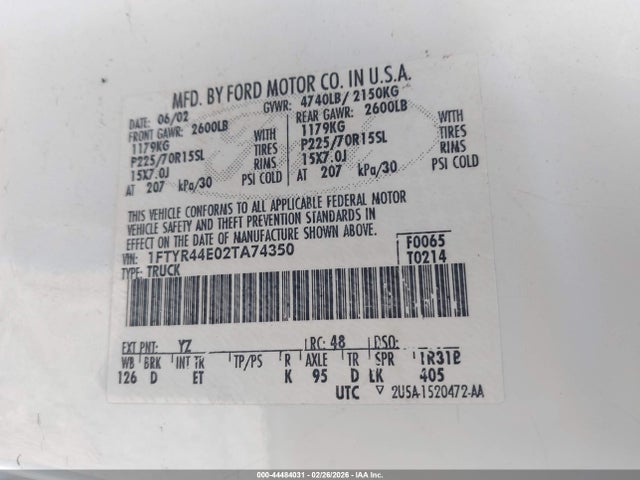 MFD. BY FORD MOTOR CO. IN U.S.A.
DATE: 06/02 GVWR: 4740LB/ 2150KG
FRONT GAWR: 2600LB REAR GAWR: 2600LB
1179KG WITH 1179KG WITH
P225/70R15SL TIRES P225/70R15SL TIRES
15X7.0J RIMS 15X7.0J RIMS
AT 207 kPa/30 PSI COLD AT 207 kPa/30 PSI COLD
THIS VEHICLE CONFORMS TO ALL APPLICABLE FEDERAL MOTOR
VEHICLE SAFETY AND THEFT PREVENTION STANDARDS IN
EFFECT ON THE DATE OF MANUFACTURE SHOWN ABOVE.
VIN: 1FTYR44E02TA74350 F0065
TYPE: TRUCK T0214
EXT PNT: YZ RC: 48 DSO:
WB BRK INT TR TP/PS R AXLE TR SPR
126 D ET K 95 D LK 405
UTC ▽ 2U5A-1520472-AA
000-44484031 - 02/26/2026 - IAA Inc.